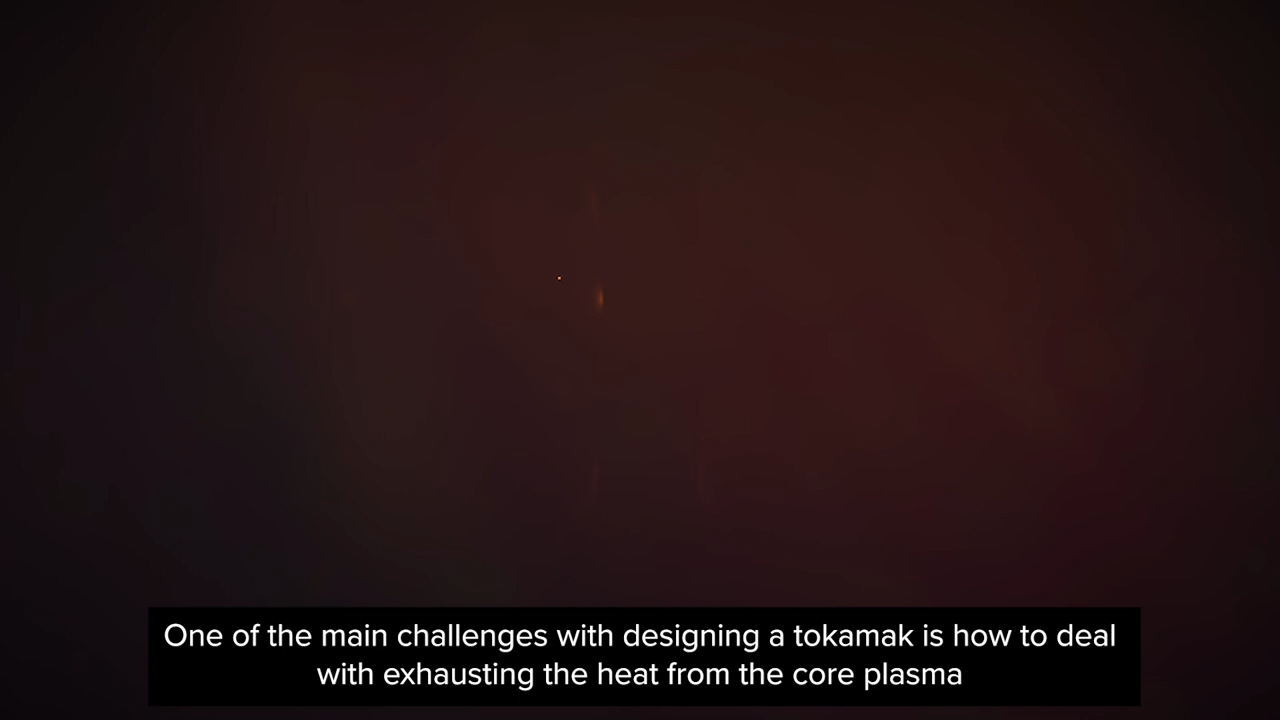 One of the main challenges with designing a tokamak is how to deal
with exhausting the heat from the core plasma